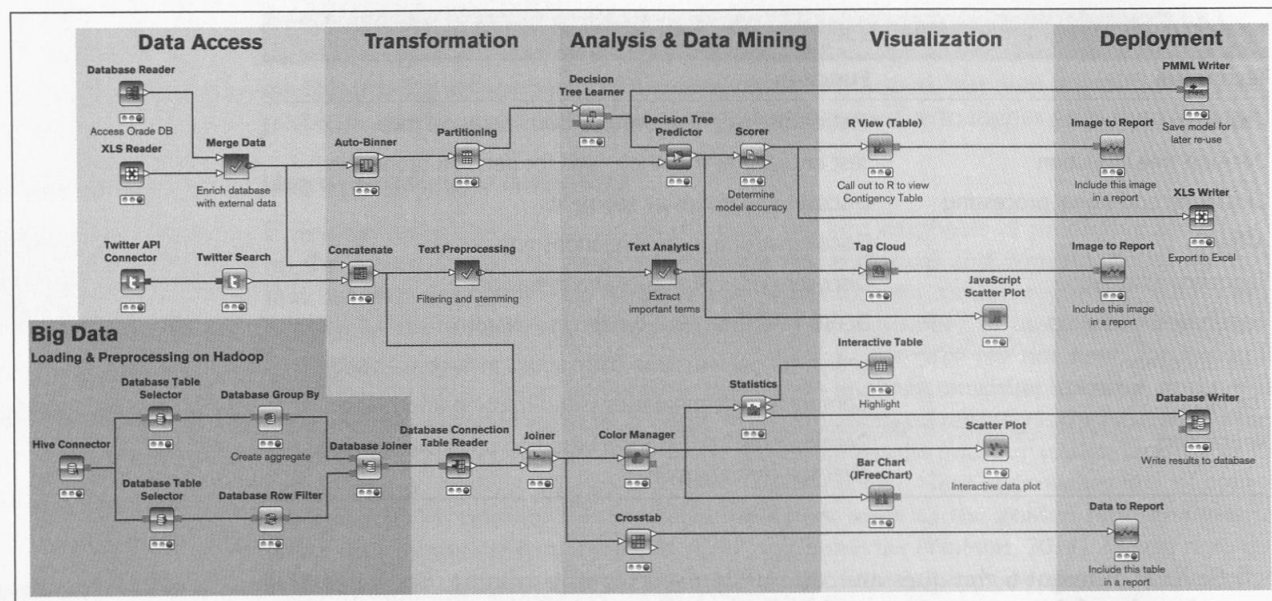 Data Access
Transformation
Analysis & Data Mining
Visualization
Deployment
Database Reader
Access Orade DB
XLS Reader
Merge Data
Enrich database
with external data
Twitter API
Connector
Twitter Search
Auto-Binner
Partitioning
Concatenate
Text Preprocessing
Filtering and stemming
Decision
Tree Learner
Decision Tree
Predictor
Scorer
Determine
model accuracy
Text Analytics
Extract
important terms
R View (Table)
Call out to R to view
Contigency Table
Tag Cloud
JavaScript
Scatter Plot
PMML Writer
Save model for
later re-use
Image to Report
Include this image
in a report
XLS Writer
Export to Excel
Image to Report
Include this image
in a report
Big Data
Loading & Preprocessing on Hadoop
Hive Connector
Database Table
Selector
Database Group By
Create aggregate
Database Table
Selector
Database Row Filter
Database Joiner
Database Connection
Table Reader
Joiner
Color Manager
Statistics
Crosstab
Interactive Table
Highlight
Scatter Plot
Interactive data plot
Bar Chart
(JFreeChart)
Database Writer
Write results to database
Data to Report
Include this table
in a report